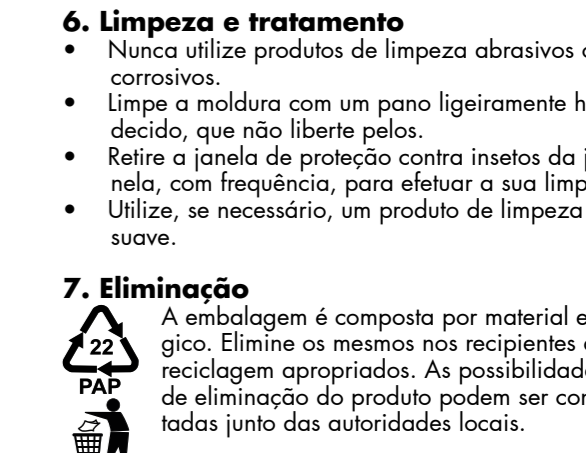 6. Limpeza e tratamento
• Nunca utilize produtos de limpeza abrasivos
corrosivos.
• Limpe a moldura com um pano ligeiramente
decido, que não liberte pelos.
• Retire a janela de proteção contra insetos da
nela, com frequência, para efetuar a sua
• Utilize, se necessário, um produto de limpeza
suave.
7. Eliminação
A embalagem é composta por material
gico. Elimine os mesmos nos recipientes
22
reciclagem apropriados. As possibilidade
PAP
de eliminação do produto podem ser
tadas junto das autoridades locais.